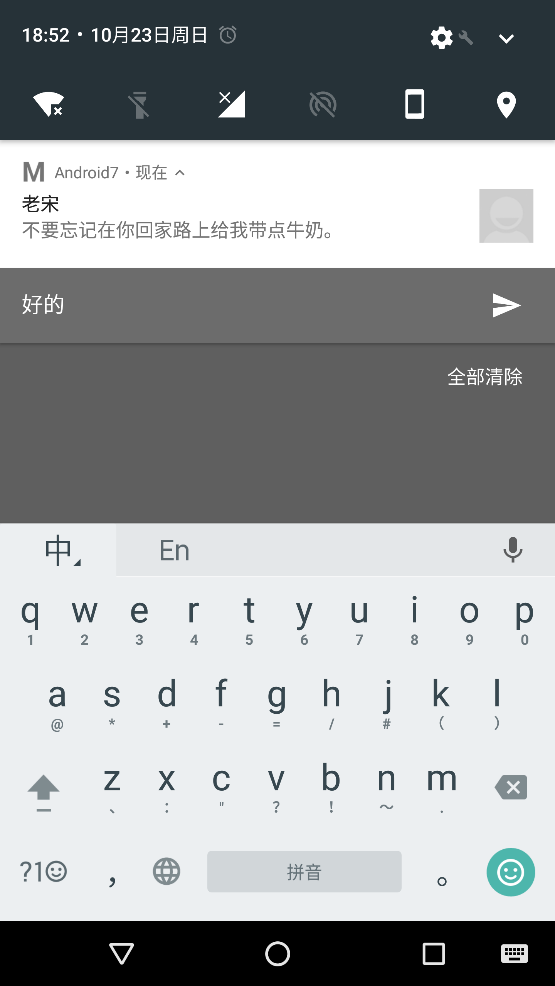 18:52 • 10月23日周日
M Android7 • 现在
老宋
不要忘记在你回家路上给我带点牛奶。
好的
全部清除
中 En
q w e r t y u i o p
1 2 3 4 5 6 7 8 9 0
a s d f g h j k l
@ * + - = / # ( )
z x c v b n m
、 : " ? ! ～ .
?1 , 拼音 。